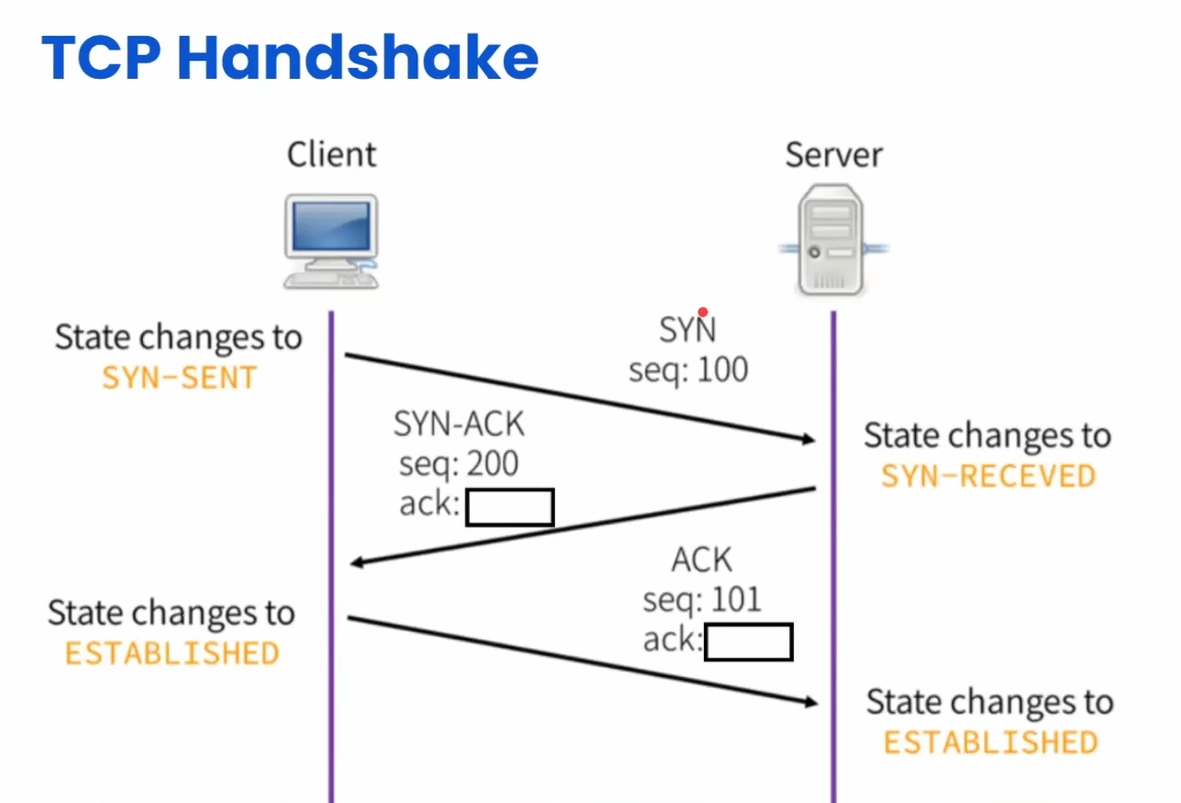 TCP Handshake
Client
Server
State changes to
SYN-SENT
SYN
seq: 100
SYN-ACK
seq: 200
ack:
State changes to
SYN-RECEVED
ACK
seq: 101
ack:
State changes to
ESTABLISHED
State changes to
ESTABLISHED